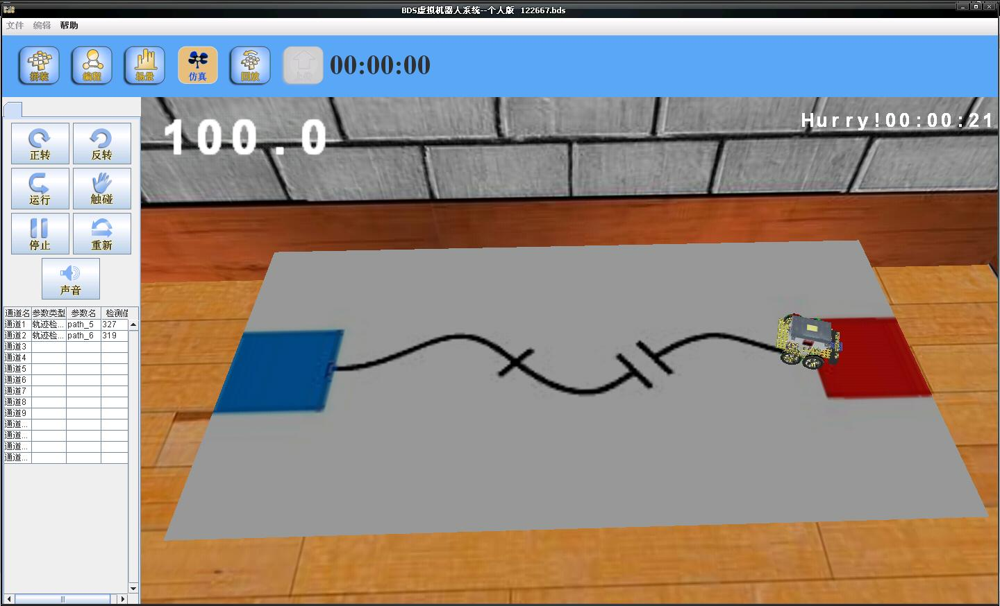 BDS虚拟机器人系统--个人版 122667.bds
文件 编辑 帮助
拼装 编程 场景 仿真 回放 上传 00:00:00
100.0
Hurry!00:00:21
正转 反转
运行 触碰
停止 重新
声音
通道名 参数类型 参数名 检测值
通道1 轨迹检... path_5 327
通道2 轨迹检... path_6 319
通道3
通道4
通道5
通道6
通道7
通道8
通道9
通道...
通道...
通道...
通道...